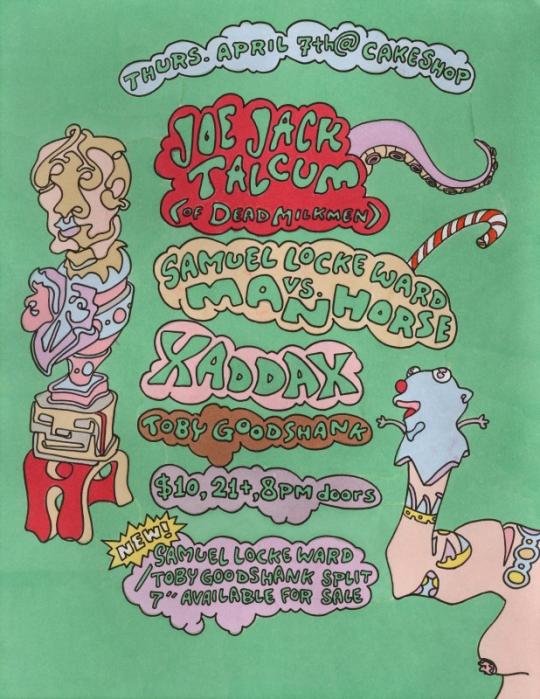 THURS. APRIL 7th @ CAKESHOP
JOE JACK
TALCUM
(OF DEAD MILKMEN)
SAMUEL LOCKE WARD
VS.
MAN HORSE
XADDAX
TOBY GOODSHANK
$10, 21+, 8PM doors
NEW!
SAMUEL LOCKE WARD
/TOBY GOODSHANK SPLIT
7" AVAILABLE FOR SALE